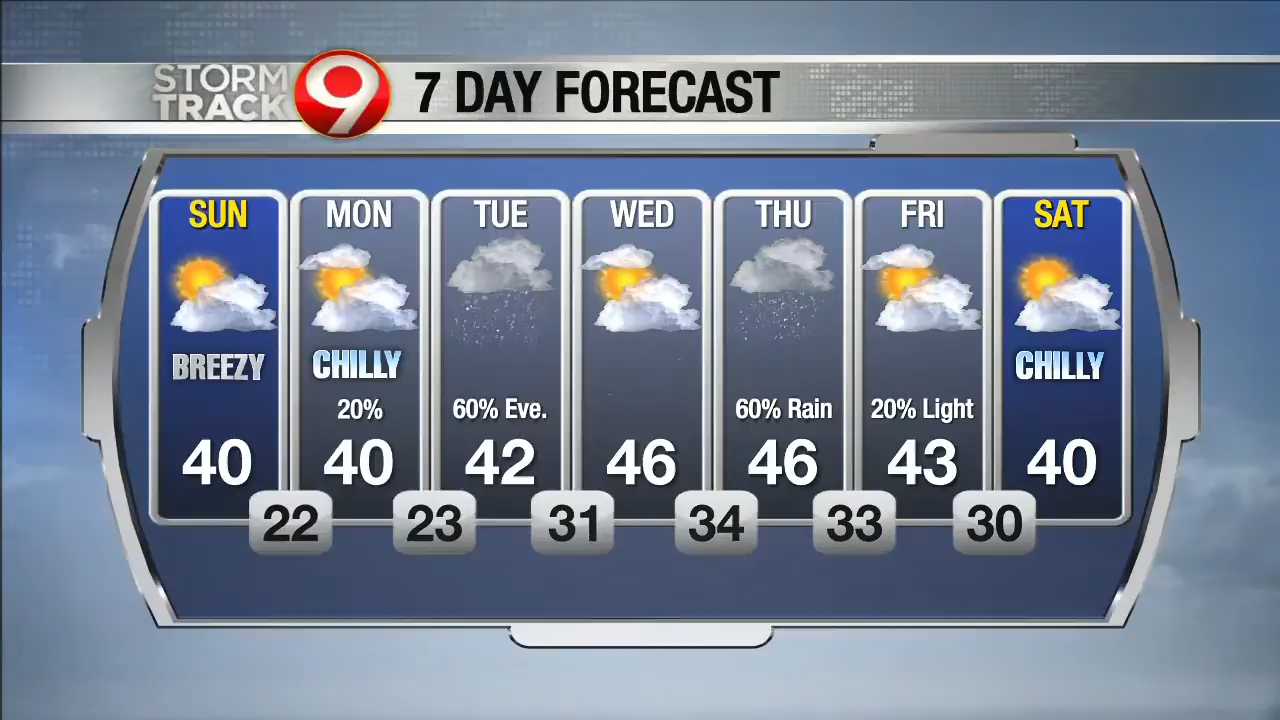 STORM
TRACK 9
7 DAY FORECAST
SUN MON TUE WED THU FRI SAT
BREEZY CHILLY CHILLY
20% 60% Eve. 60% Rain 20% Light
40 40 42 46 46 43 40
22 23 31 34 33 30